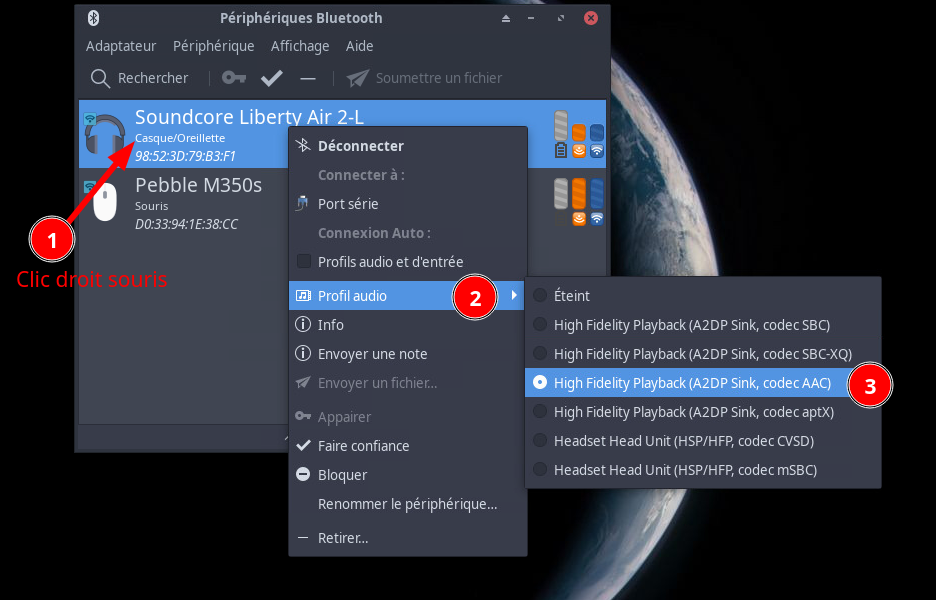 Périphériques Bluetooth
Adaptateur Périphérique Affichage Aide
Rechercher Soumettre un fichier
Soundcore Liberty Air 2-L
Casque/Oreillette
98:52:3D:79:B3:F1
Pebble M350s
Souris
D0:33:94:1E:38:CC
1
Clic droit souris
Déconnecter
Connecter à :
Port série
Connexion Auto :
Profils audio et d'entrée
Profil audio
2
Info
Envoyer une note
Envoyer un fichier...
Appairer
Faire confiance
Bloquer
Renommer le périphérique...
Retirer...
Éteint
High Fidelity Playback (A2DP Sink, codec SBC)
High Fidelity Playback (A2DP Sink, codec SBC-XQ)
High Fidelity Playback (A2DP Sink, codec AAC)
3
High Fidelity Playback (A2DP Sink, codec aptX)
Headset Head Unit (HSP/HFP, codec CVSD)
Headset Head Unit (HSP/HFP, codec mSBC)